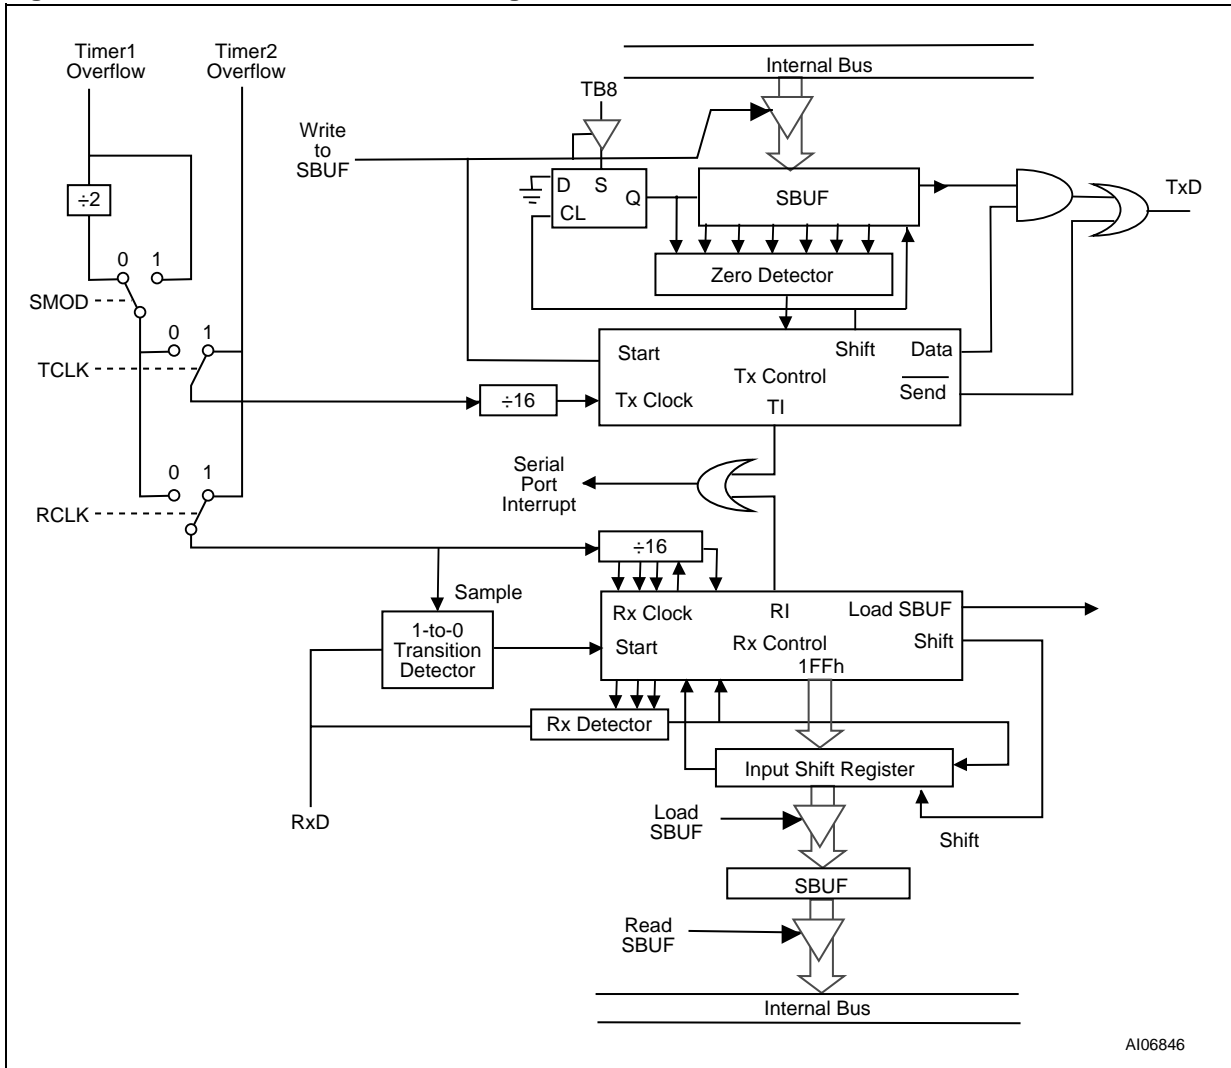 Timer1
Overflow
Timer2
Overflow
Internal Bus
TB8
Write
to
SBUF
÷2
D S
Q
CL
SBUF
TxD
Zero Detector
0 1
SMOD
0 1
TCLK
Start
Shift
Data
Tx Control
Send
Tx Clock
TI
÷16
Serial
Port
Interrupt
0 1
RCLK
÷16
Sample
1-to-0
Transition
Detector
Rx Clock
RI
Load SBUF
Start
Rx Control
Shift
1FFh
Rx Detector
Input Shift Register
RxD
Load
SBUF
Shift
SBUF
Read
SBUF
Internal Bus
AI06846